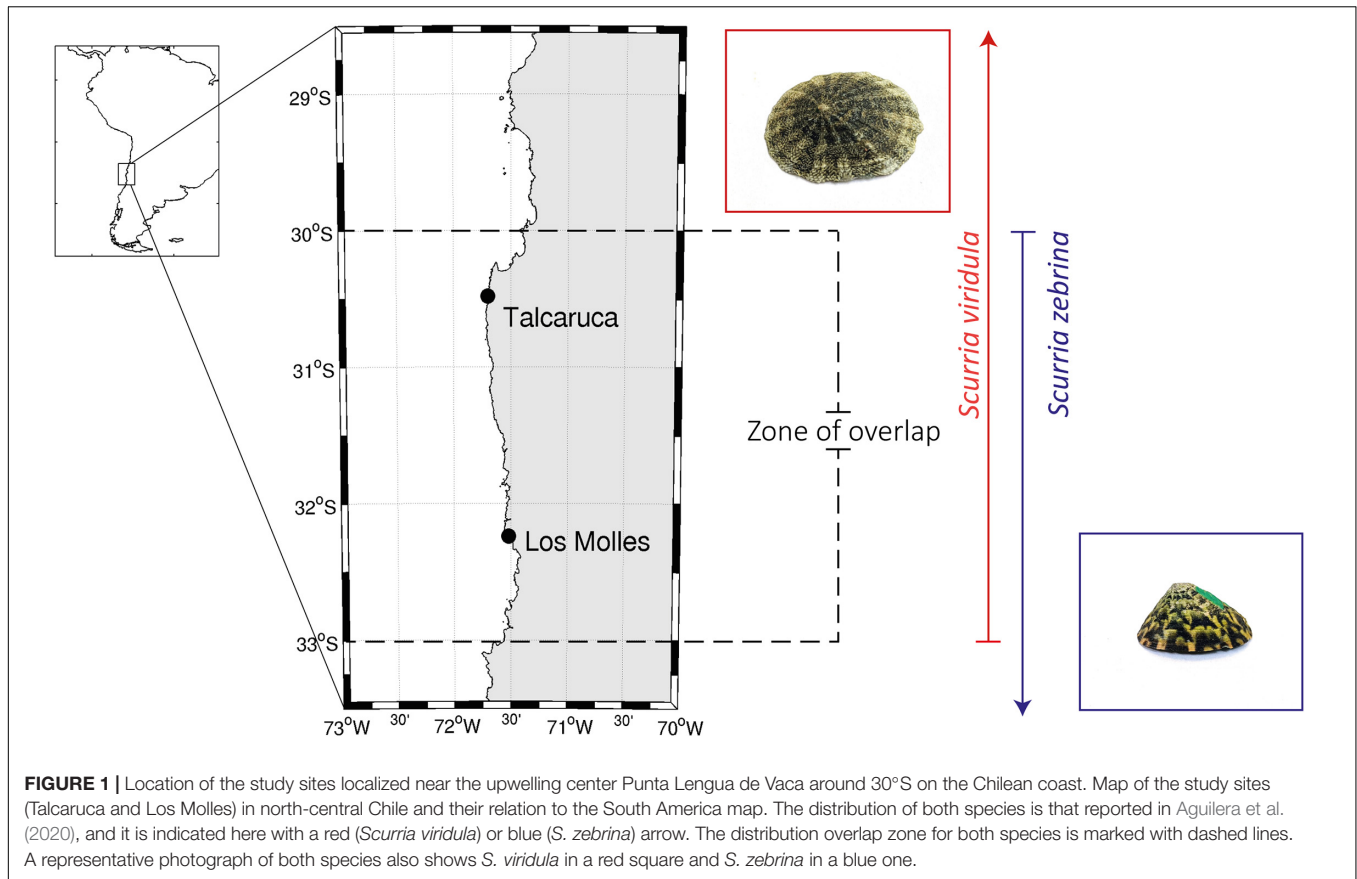 29°S
30°S
31°S
32°S
33°S
73°W
30'
72°W
30'
71°W
30'
70°W
Talcaruca
Los Molles
Zone of overlap
Scurria viridula
Scurria zebrina
FIGURE 1 | Location of the study sites localized near the upwelling center Punta Lengua de Vaca around 30°S on the Chilean coast. Map of the study sites
(Talcaruca and Los Molles) in north-central Chile and their relation to the South America map. The distribution of both species is that reported in Aguilera et al.
(2020), and it is indicated here with a red (Scurria viridula) or blue (S. zebrina) arrow. The distribution overlap zone for both species is marked with dashed lines.
A representative photograph of both species also shows S. viridula in a red square and S. zebrina in a blue one.